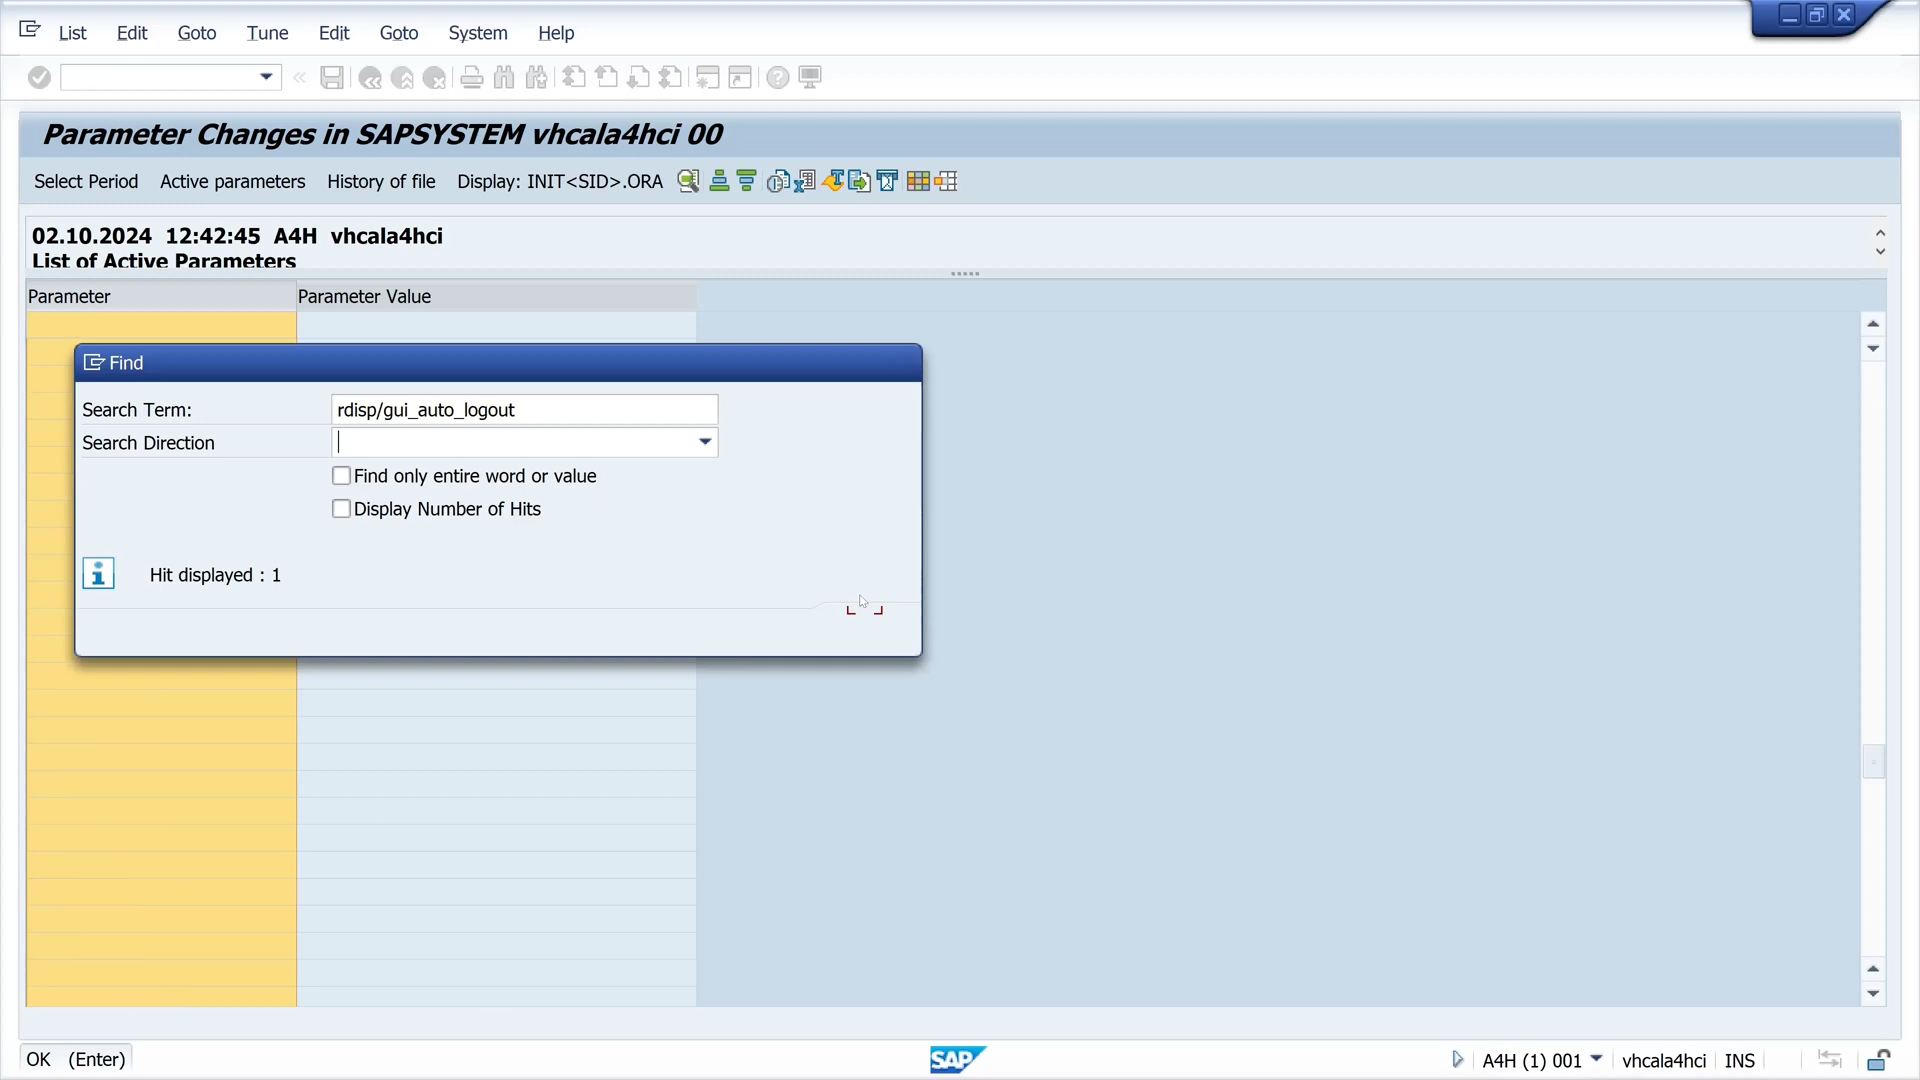 List Edit Goto Tune Edit Goto System Help
Parameter Changes in SAPSYSTEM vhcala4hci 00
Select Period Active parameters History of file Display: INIT<SID>.ORA
02.10.2024 12:42:45 A4H vhcala4hci
List of Active Parameters
Parameter Parameter Value
Find
Search Term: rdisp/gui_auto_logout
Search Direction
Find only entire word or value
Display Number of Hits
Hit displayed : 1
OK (Enter) SAP A4H (1) 001 vhcala4hci INS